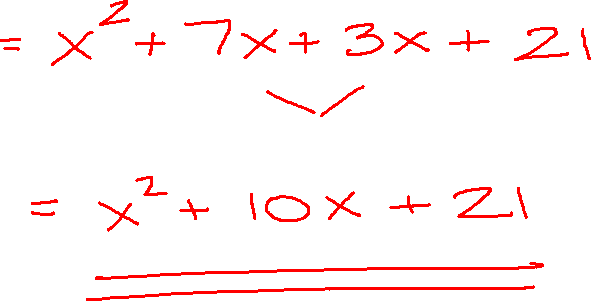 = x² + 7x + 3x + 21
= x² + 10x + 21